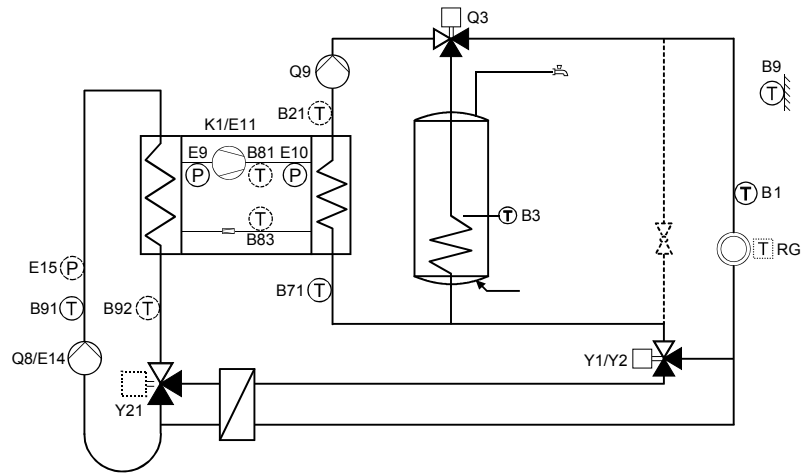 Q3
Q9
B9
T
B21 T
K1/E11
E9 B81 E10
P T P
T B1
T
B83
T B3
T RG
E15 P
B71 T
B91 T B92 T
Q8/E14
Y1/Y2
Y21